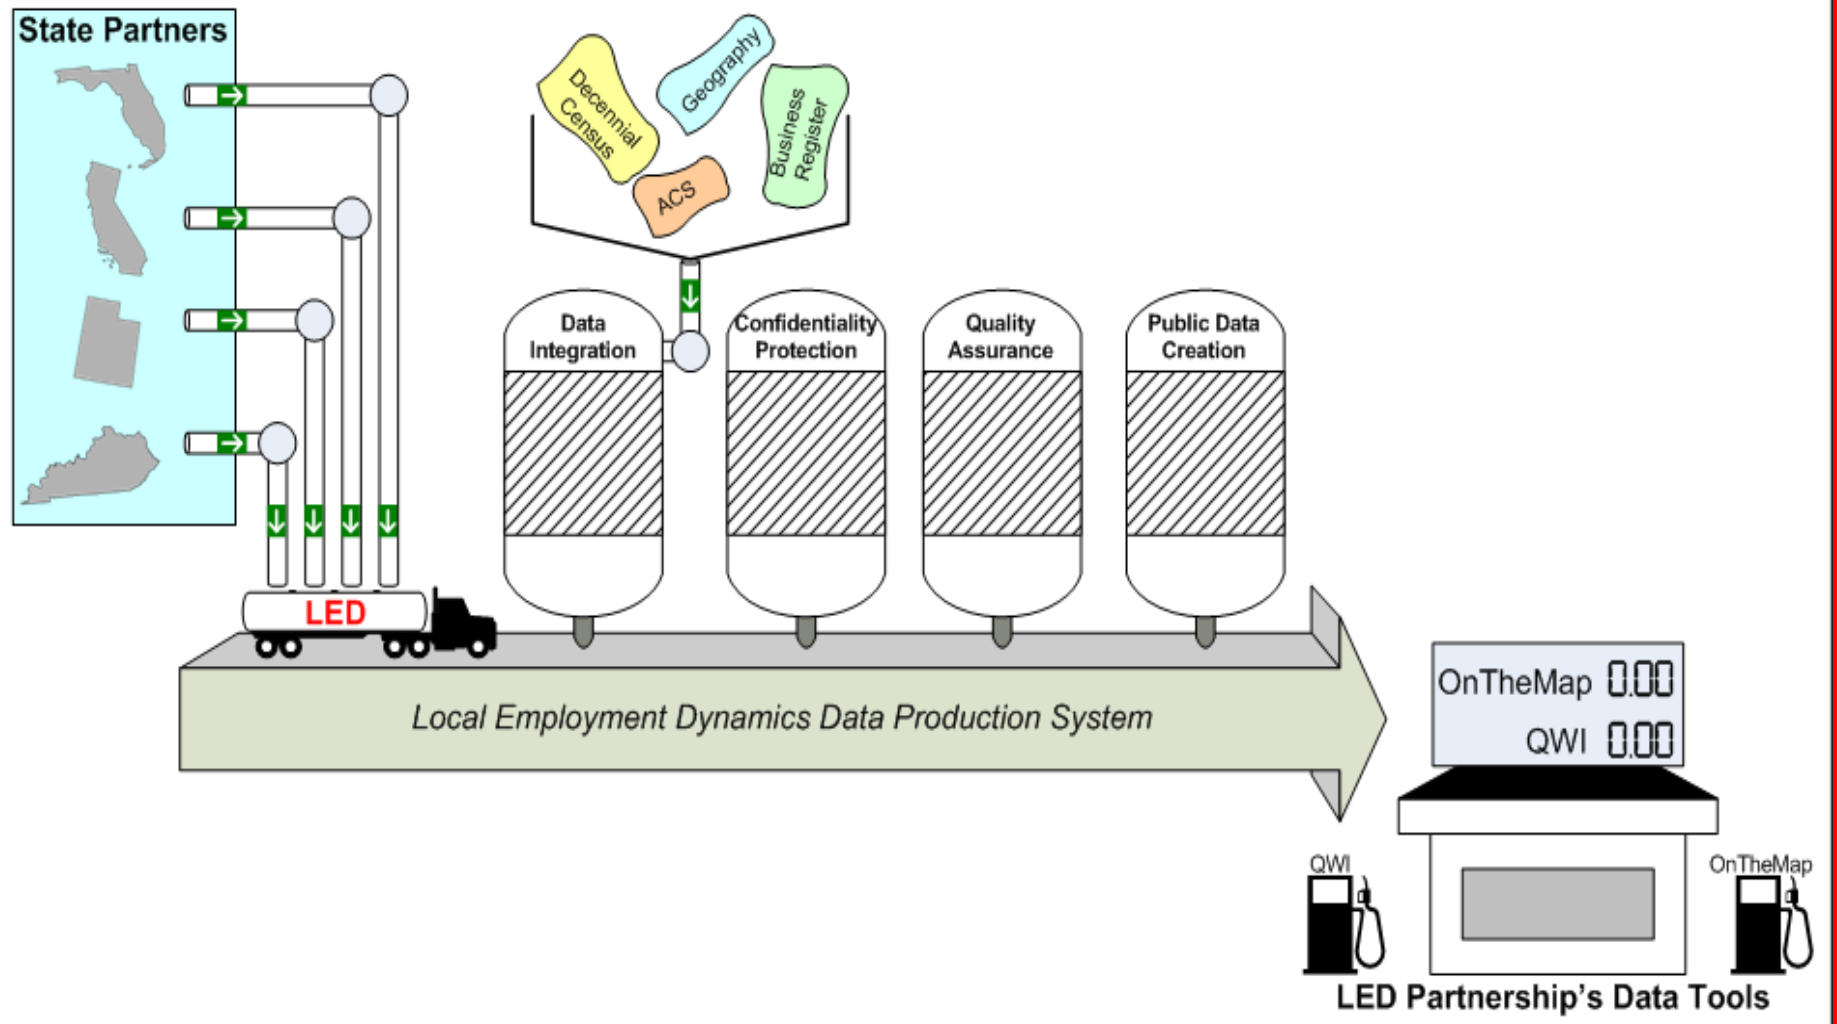 State Partners
Decennial
Census
Geography
Business
Register
ACS
Data
Integration
Confidentiality
Protection
Quality
Assurance
Public Data
Creation
LED
Local Employment Dynamics Data Production System
OnTheMap 0.00
QWI 0.00
QWI
OnTheMap
LED Partnership's Data Tools